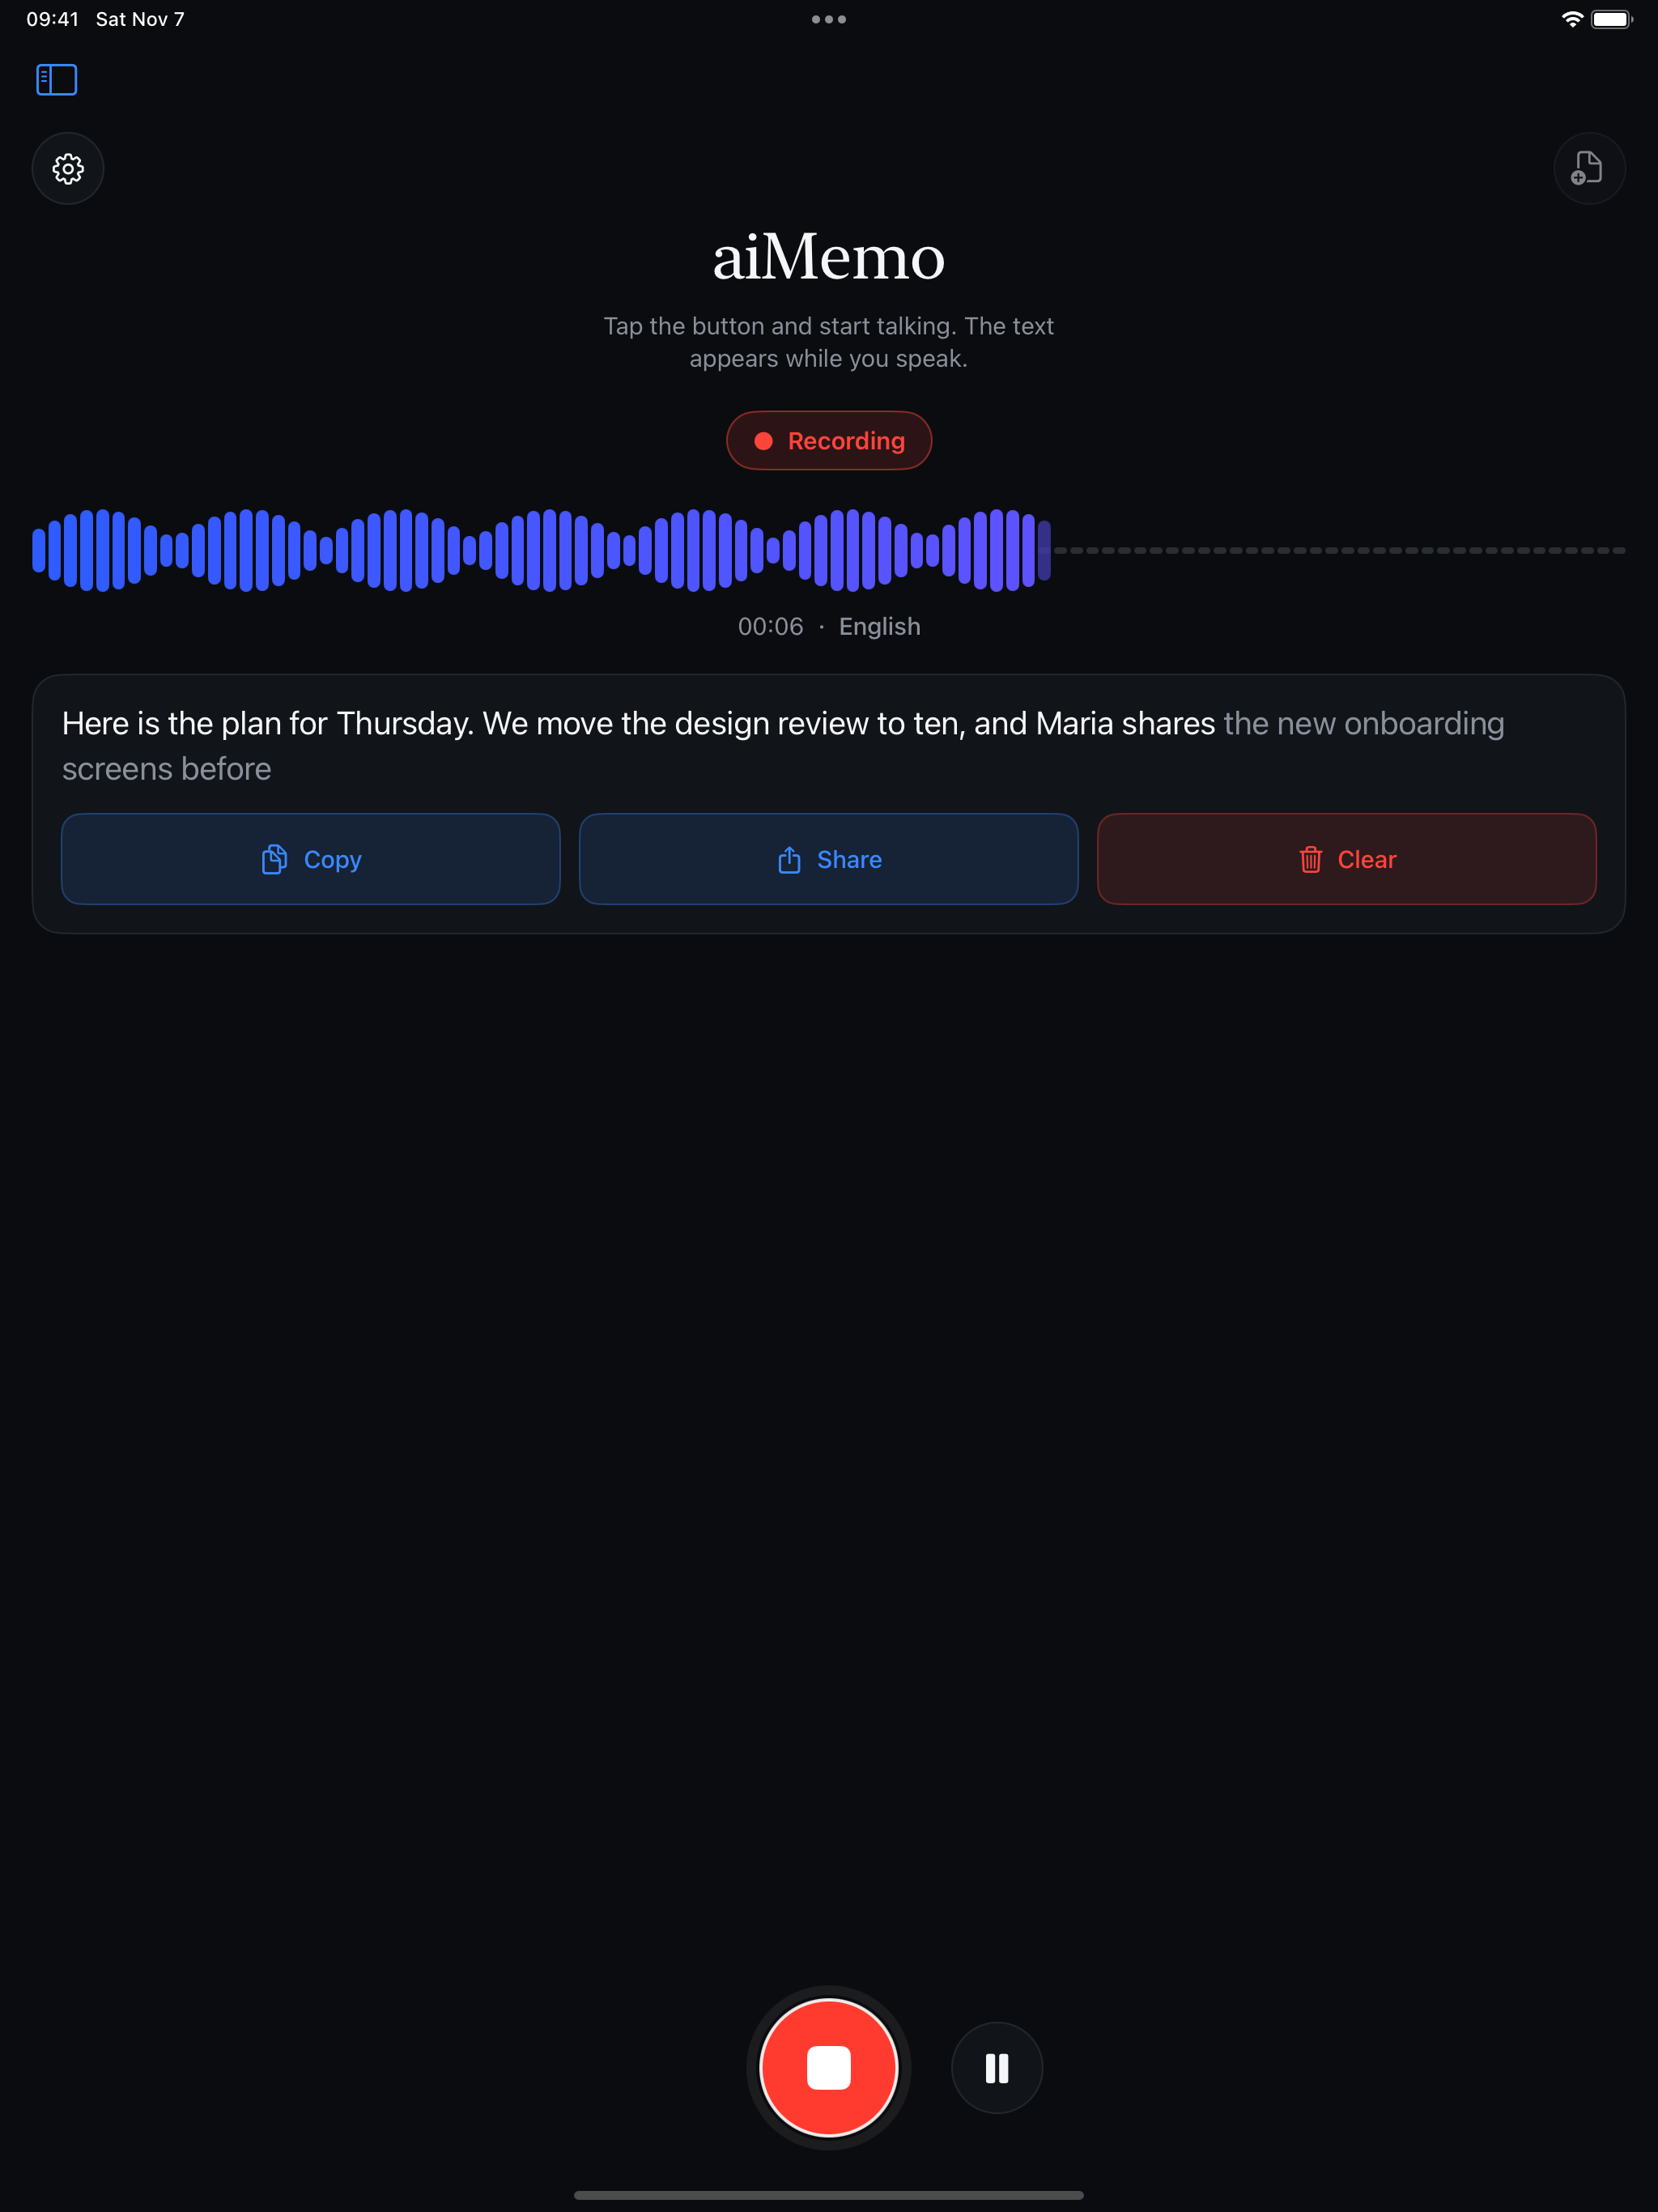 09:41 Sat Nov 7
aiMemo
Tap the button and start talking. The text
appears while you speak.
Recording
00:06 · English
Here is the plan for Thursday. We move the design review to ten, and Maria shares the new onboarding
screens before
Copy
Share
Clear